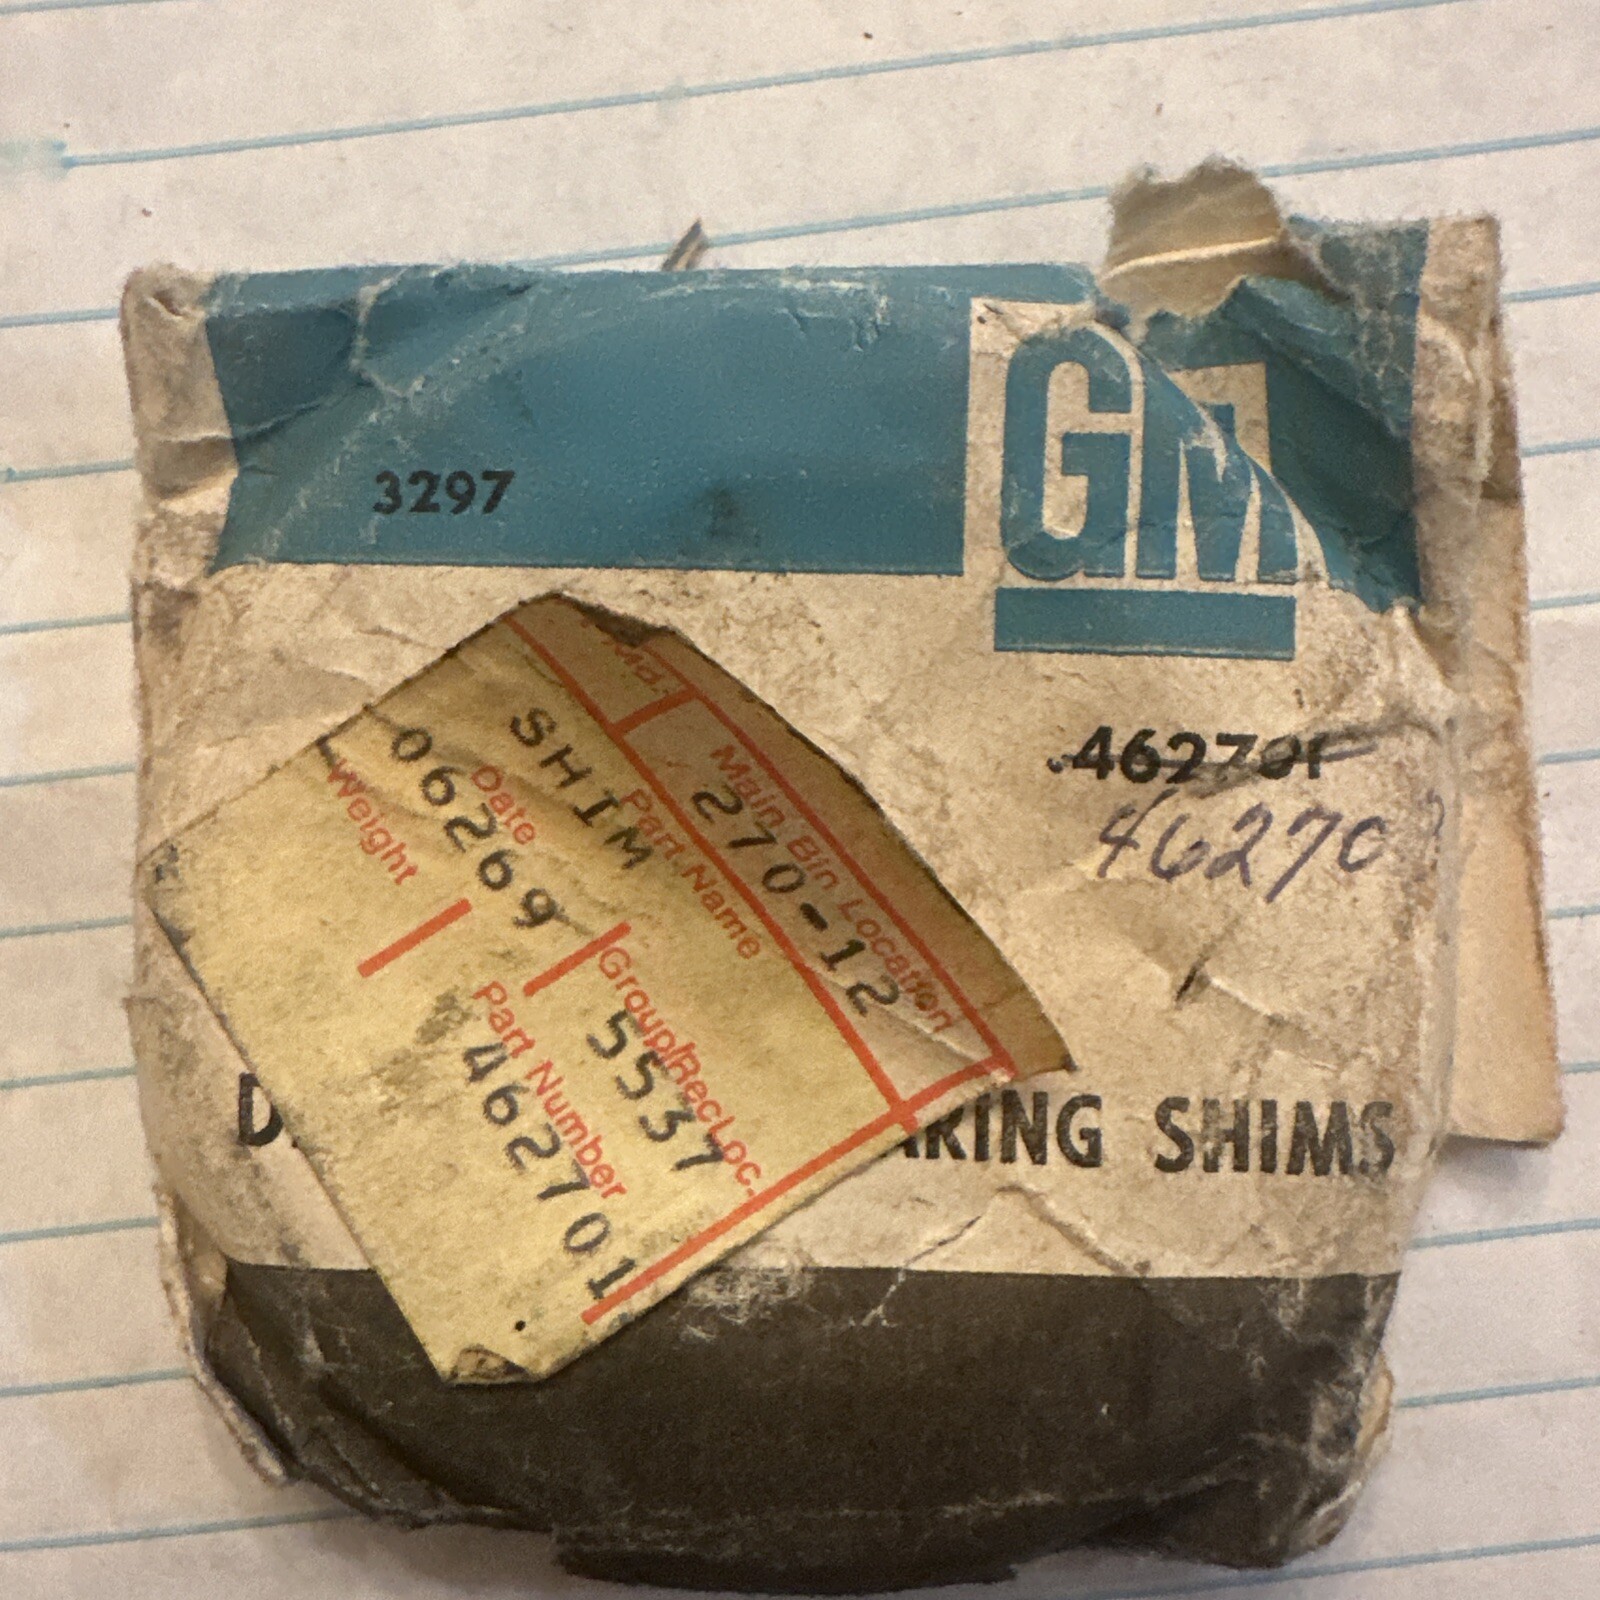 3297
GM
462701
46270
SHIMS
Md.
Main Bin Location
270-12
Part Name
SHIM
Date
06269
Group/Rec Loc.
5537
Weight
Part Number
462701